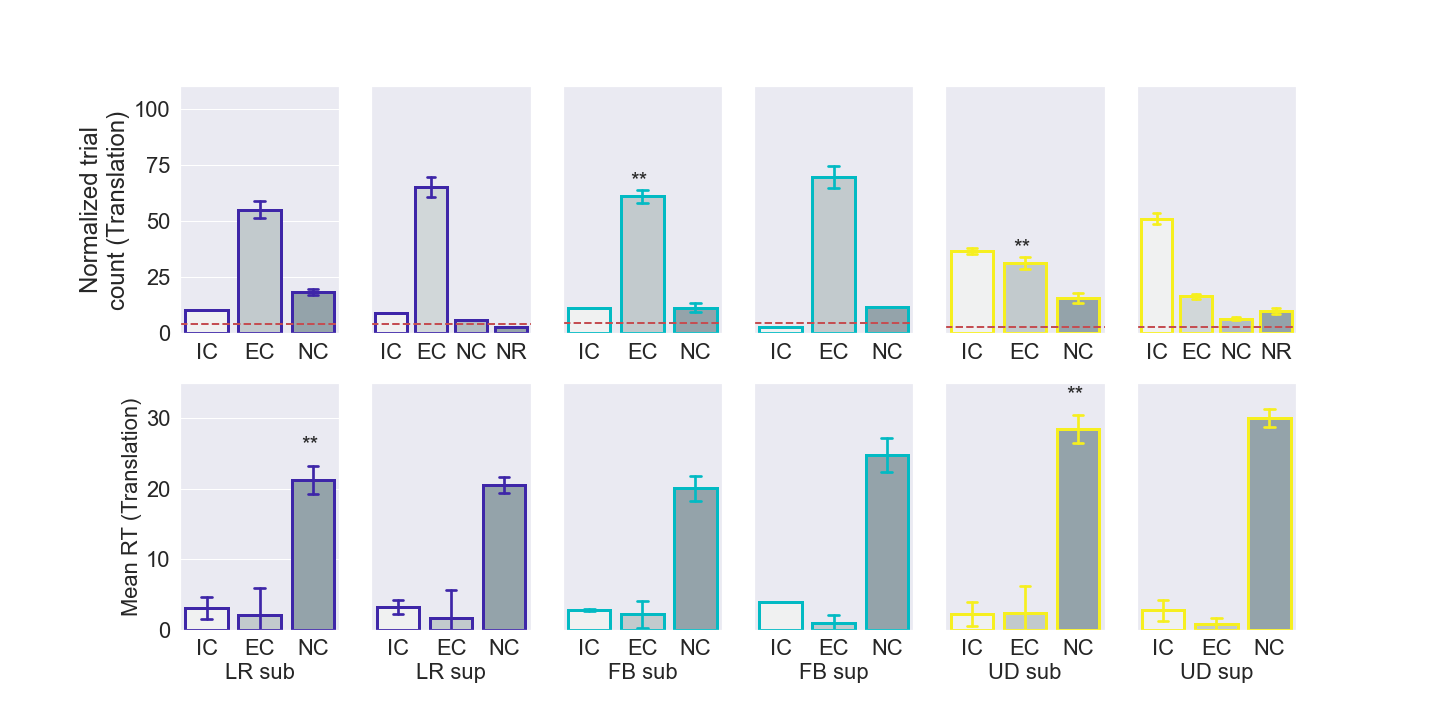 Normalized trial
count (Translation)
100
75
50
25
0
**
**
IC EC NC
IC EC NC NR
IC EC NC
IC EC NC
IC EC NC
IC EC NC NR
Mean RT (Translation)
30
20
10
0
**
**
IC EC NC
IC EC NC
IC EC NC
IC EC NC
IC EC NC
IC EC NC
LR sub
LR sup
FB sub
FB sup
UD sub
UD sup